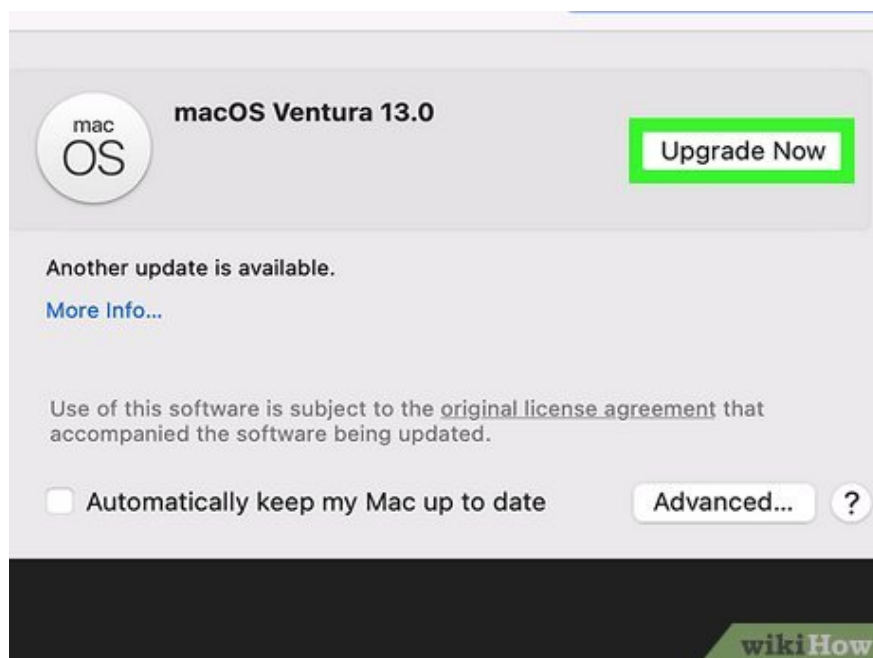 mac
OS
macOS Ventura 13.0
Upgrade Now
Another update is available.
More Info...
Use of this software is subject to the original license agreement that
accompanied the software being updated.
Automatically keep my Mac up to date
Advanced...
?
wikiHow